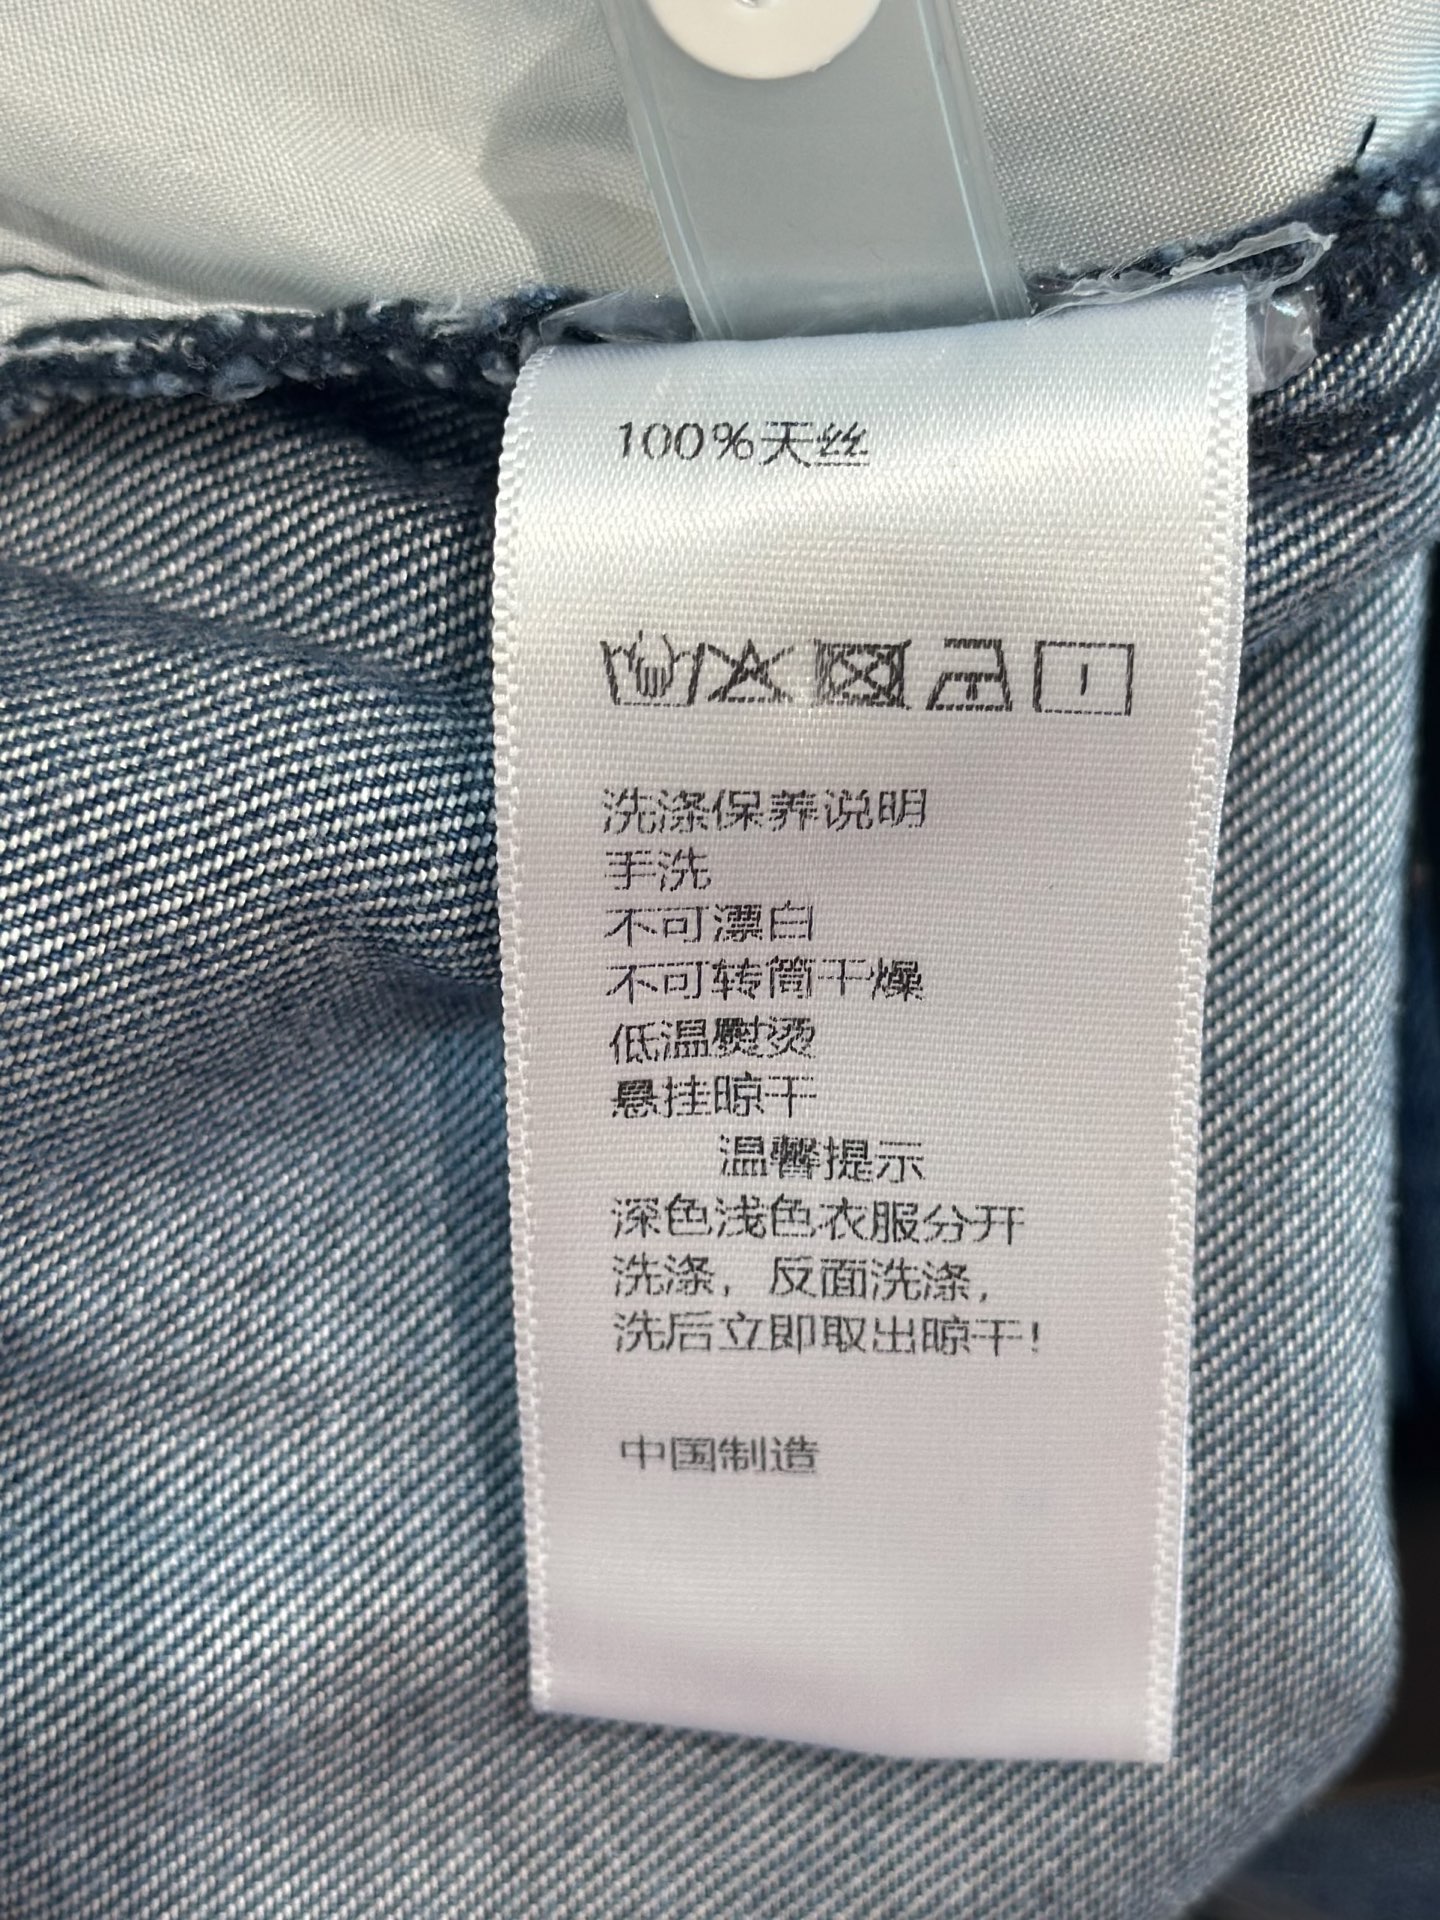 100%天丝
洗涤保养说明
手洗
不可漂白
不可转筒干燥
低温熨烫
悬挂晾干
温馨提示
深色浅色衣服分开
洗涤，反面洗涤，
洗后立即取出晾干！
中国制造